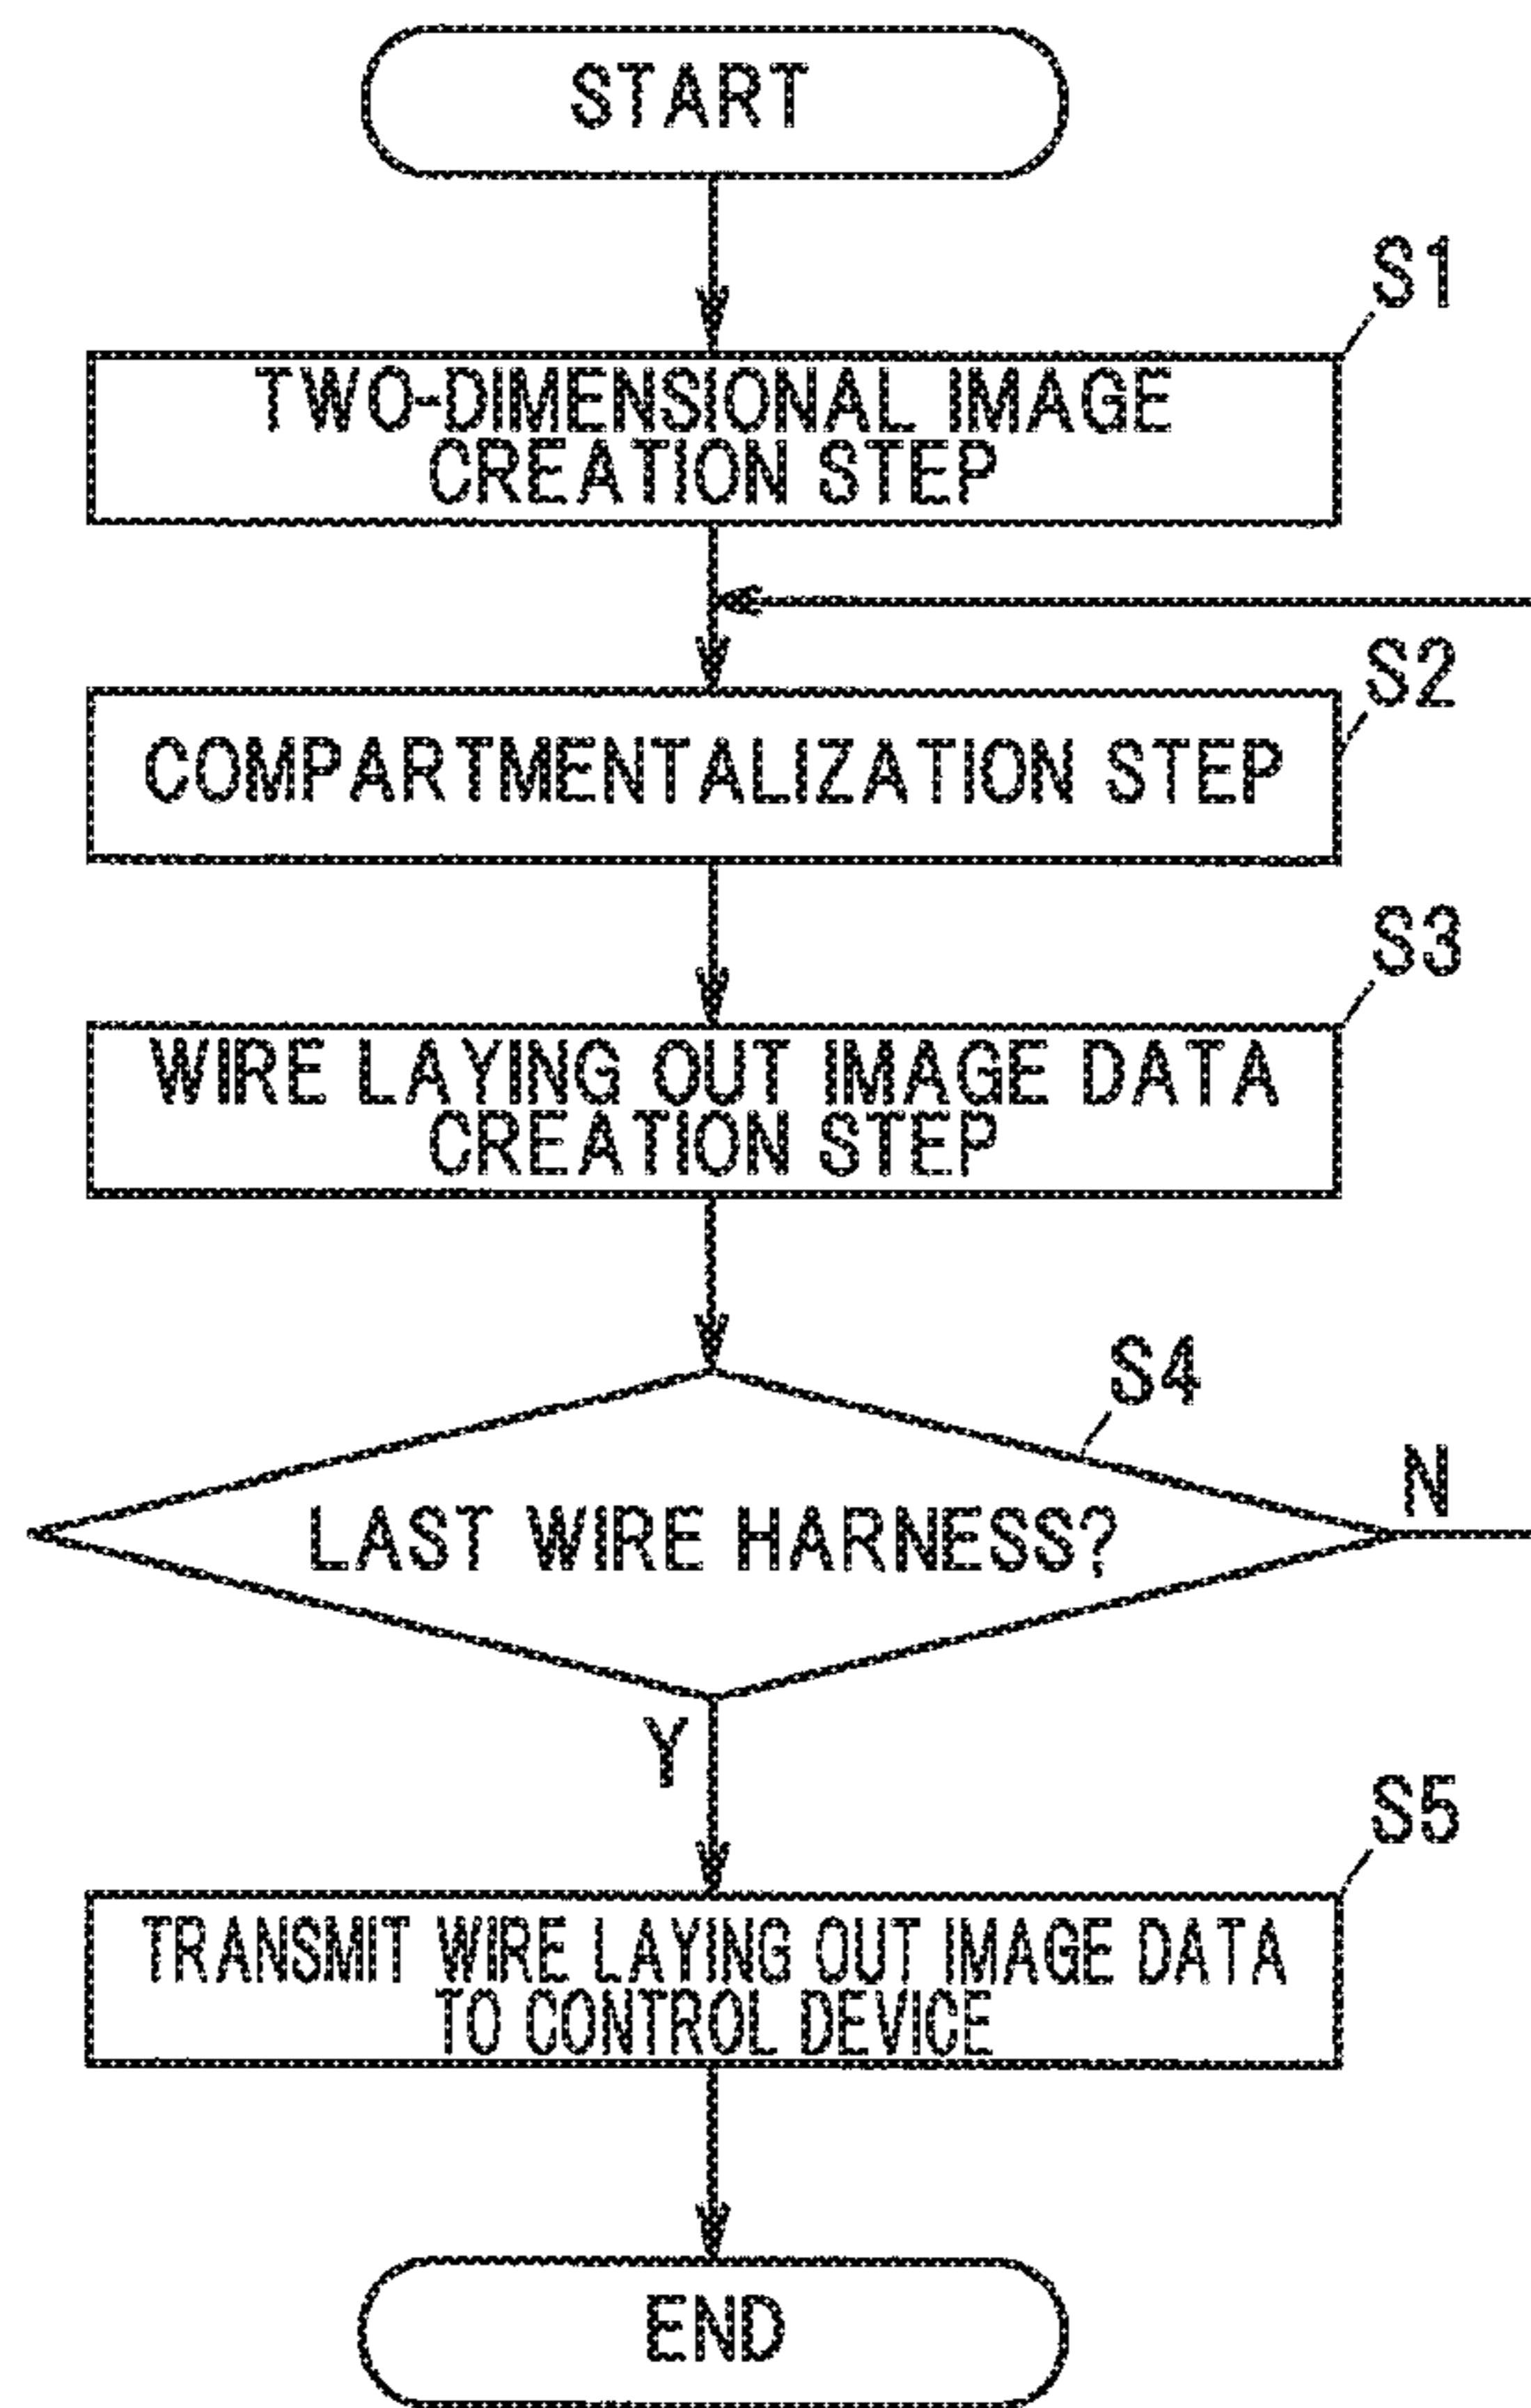 START
S1
TWO-DIMENSIONAL IMAGE
CREATION STEP
S2
COMPARTMENTALIZATION STEP
S3
WIRE LAYING OUT IMAGE DATA
CREATION STEP
S4
LAST WIRE HARNESS?
N
Y
S5
TRANSMIT WIRE LAYING OUT IMAGE DATA
TO CONTROL DEVICE
END